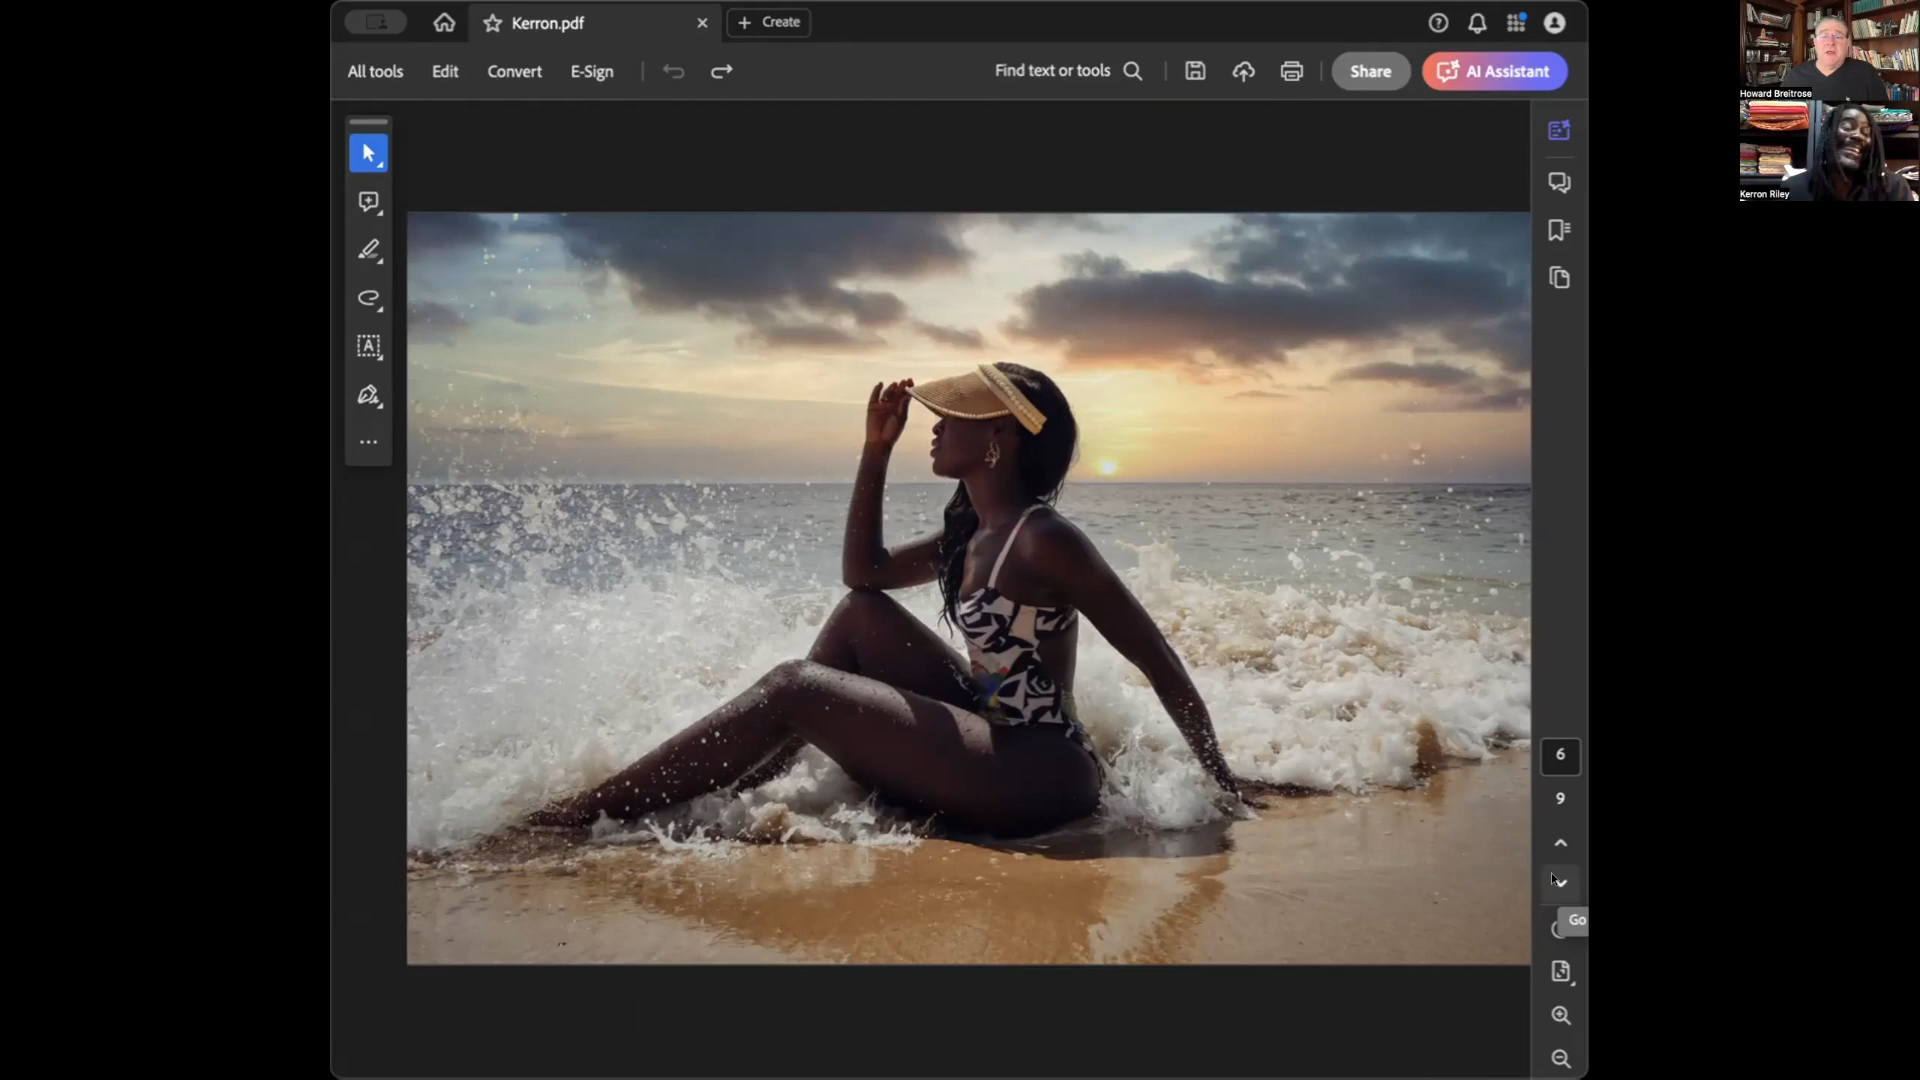 Kerron.pdf
Create
All tools
Edit
Convert
E-Sign
Find text or tools
Share
AI Assistant
Howard Breitrose
Kerron Riley
A
6
9
Go